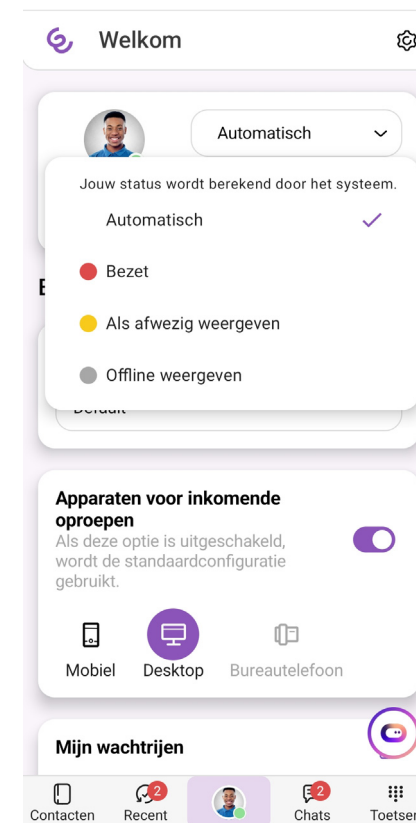 Welkom
Automatisch
Jouw status wordt berekend door het systeem.
Automatisch
Bezet
Als afwezig weergeven
Offline weergeven
Default
Apparaten voor inkomende
oproepen
Als deze optie is uitgeschakeld,
wordt de standaardconfiguratie
gebruikt.
Mobiel Desktop Bureautelefoon
Mijn wachtrijen
2 2
Contacten Recent Chats Toetsen